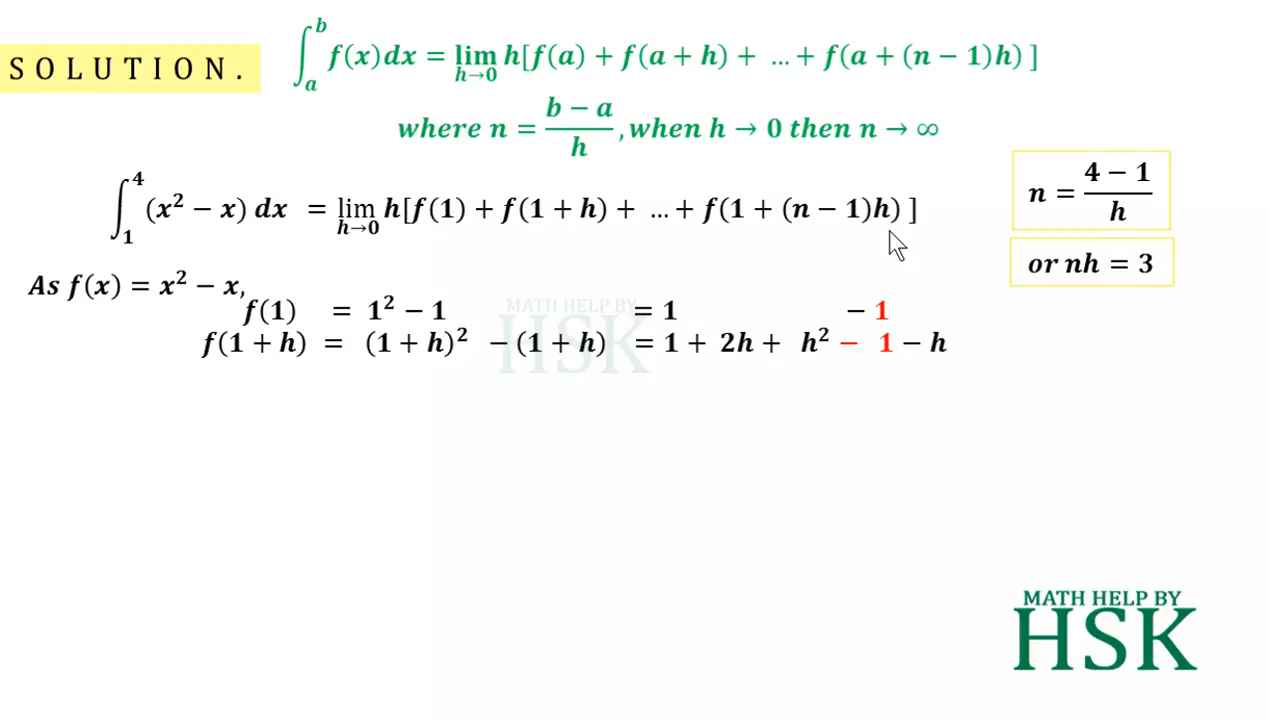 SOLUTION.
∫_a^b f(x)dx = lim_{h→0} h[f(a) + f(a + h) + ... + f(a + (n − 1)h) ]
where n = (b − a)/h , when h → 0 then n → ∞
∫_1^4 (x² − x) dx = lim_{h→0} h[f(1) + f(1 + h) + ... + f(1 + (n − 1)h) ]
n = (4 − 1)/h
or nh = 3
As f(x) = x² − x,
f(1) = 1² − 1 = 1 − 1
f(1 + h) = (1 + h)² − (1 + h) = 1 + 2h + h² − 1 − h
MATH HELP BY
HSK
MATH HELP BY
HSK